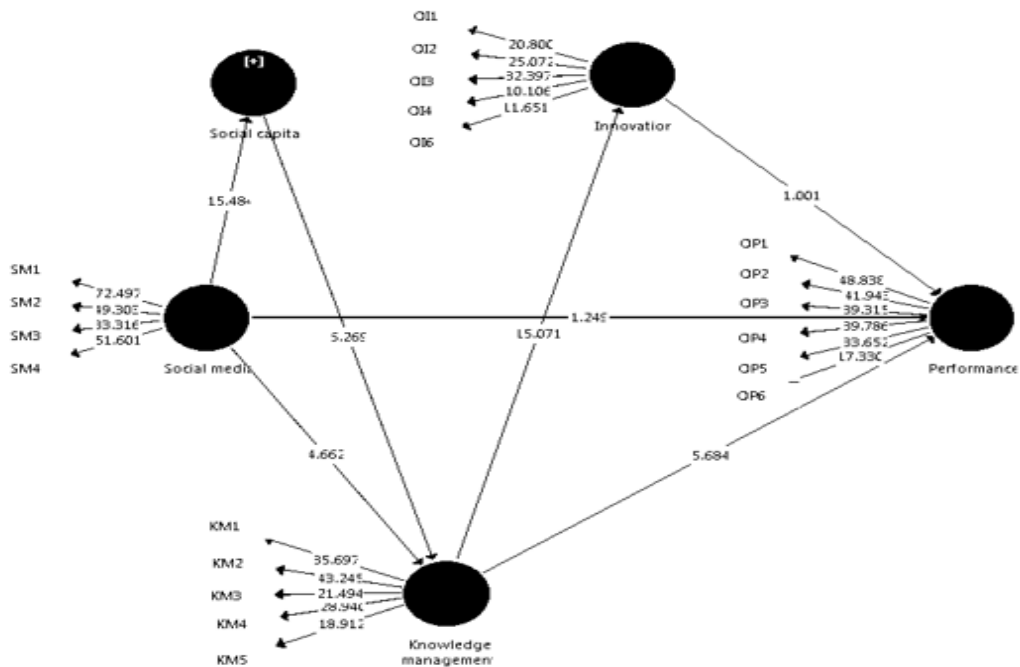 OI1
OI2
OI3
OI4
OI6
20.800
25.072
32.397
10.106
11.651
[+]
Social capita
Innovation
15.484
1.001
SM1
SM2
SM3
SM4
72.497
49.303
33.316
51.601
Social media
5.269
15.071
1.249
OP1
OP2
OP3
OP4
OP5
OP6
48.838
41.943
39.315
39.786
33.652
17.330
Performance
4.662
5.684
KM1
KM2
KM3
KM4
KM5
35.697
43.245
21.494
28.940
18.912
Knowledge
management